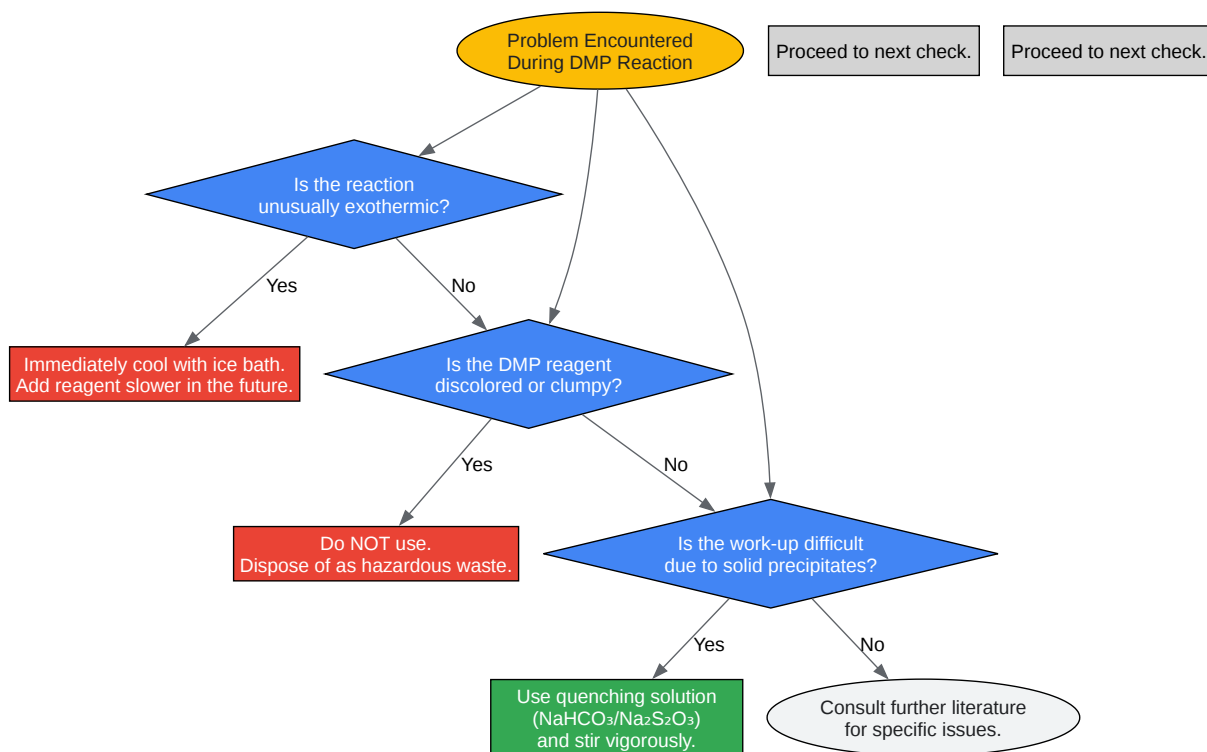 Problem Encountered
During DMP Reaction
Proceed to next check.
Proceed to next check.
Is the reaction
unusually exothermic?
Yes
No
Immediately cool with ice bath.
Add reagent slower in the future.
Is the DMP reagent
discolored or clumpy?
Yes
No
Do NOT use.
Dispose of as hazardous waste.
Is the work-up difficult
due to solid precipitates?
Yes
No
Use quenching solution
(NaHCO₃/Na₂S₂O₃)
and stir vigorously.
Consult further literature
for specific issues.